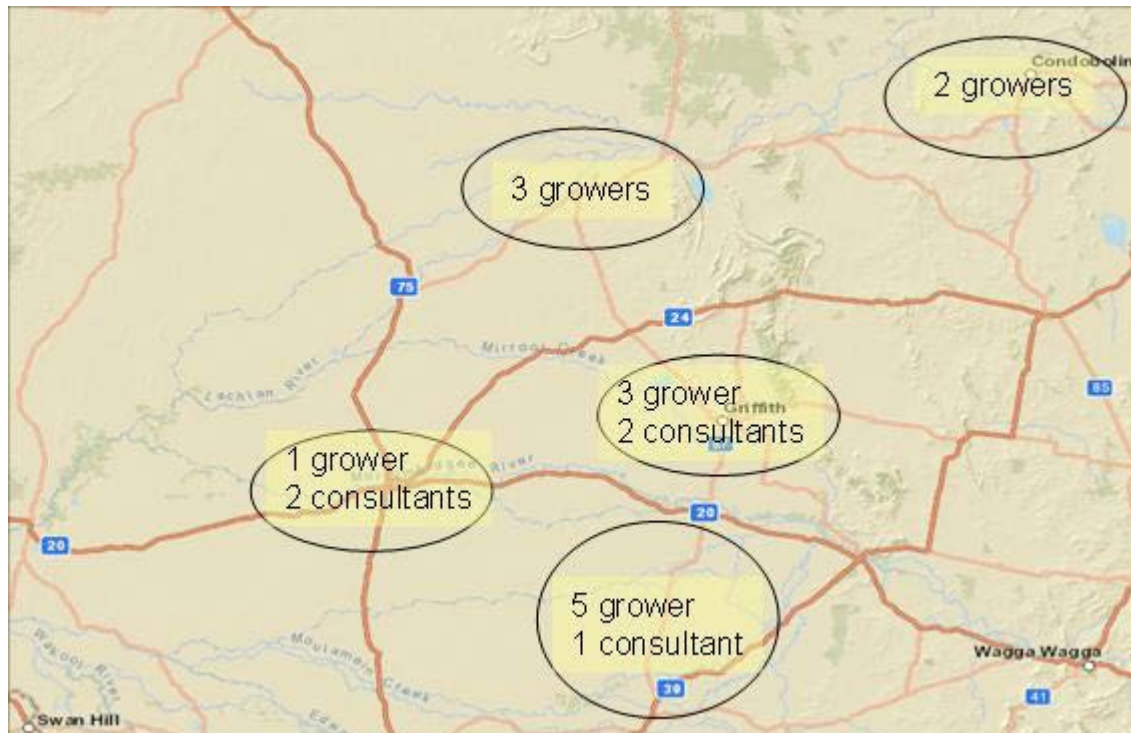 Condobolin
2 growers
3 growers
75
24
Lachlan River
Mirrool Creek
85
3 grower
Griffith
2 consultants
1 grower
River
2 consultants
20
20
5 grower
1 consultant
Wakool River
Moulamein Creek
Wagga Wagga
39
41
Swan Hill